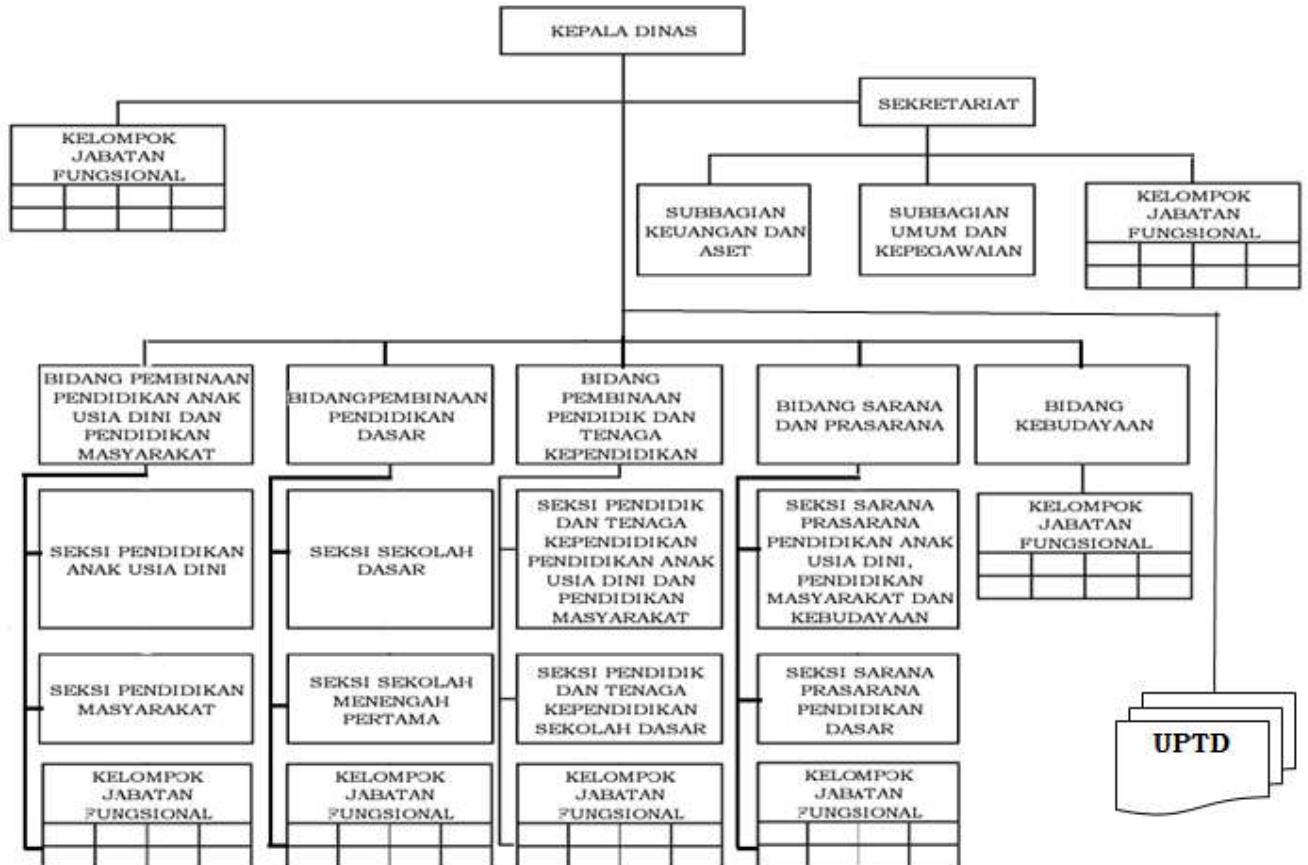 KEPALA DINAS
SEKRETARIAT
KELOMPOK
JABATAN
FUNGSIONAL
SUBBAGIAN
KEUANGAN DAN
ASET
SUBBAGIAN
UMUM DAN
KEPEGAWAIAN
KELOMPOK
JABATAN
FUNGSIONAL
BIDANG PEMBINAAN
PENDIDIKAN ANAK
USIA DINI DAN
PENDIDIKAN
MASYARAKAT
BIDANGPEMBINAAN
PENDIDIKAN
DASAR
BIDANG
PEMBINAAN
PENDIDIK DAN
TENAGA
KEPENDIDIKAN
BIDANG SARANA
DAN PRASARANA
BIDANG
KEBUDAYAAN
SEKSI PENDIDIKAN
ANAK USIA DINI
SEKSI SEKOLAH
DASAR
SEKSI PENDIDIK
DAN TENAGA
KEPENDIDIKAN
PENDIDIKAN ANAK
USIA DINI DAN
PENDIDIKAN
MASYARAKAT
SEKSI SARANA
PRASARANA
PENDIDIKAN ANAK
USIA DINI,
PENDIDIKAN
MASYARAKAT DAN
KEBUDAYAAN
KELOMPOK
JABATAN
FUNGSIONAL
SEKSI PENDIDIKAN
MASYARAKAT
SEKSI SEKOLAH
MENENGAH
PERTAMA
SEKSI PENDIDIK
DAN TENAGA
KEPENDIDIKAN
SEKOLAH DASAR
SEKSI SARANA
PRASARANA
PENDIDIKAN
DASAR
UPTD
KELOMPOK
JABATAN
FUNGSIONAL
KELOMPOK
JABATAN
FUNGSIONAL
KELOMPOK
JABATAN
FUNGSIONAL
KELOMPOK
JABATAN
FUNGSIONAL